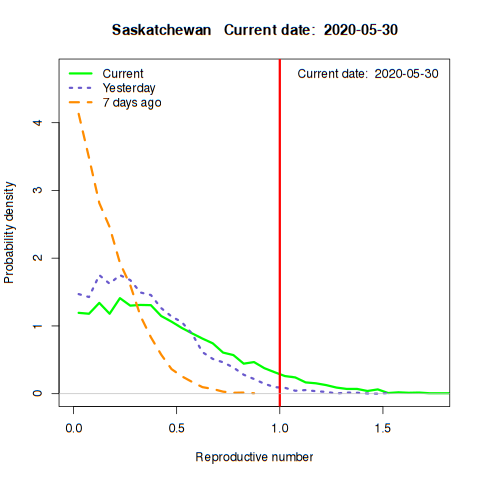 Saskatchewan Current date: 2020-05-30
Current
Yesterday
7 days ago
Current date: 2020-05-30
Probability density
4
3
2
1
0
0.0 0.5 1.0 1.5
Reproductive number